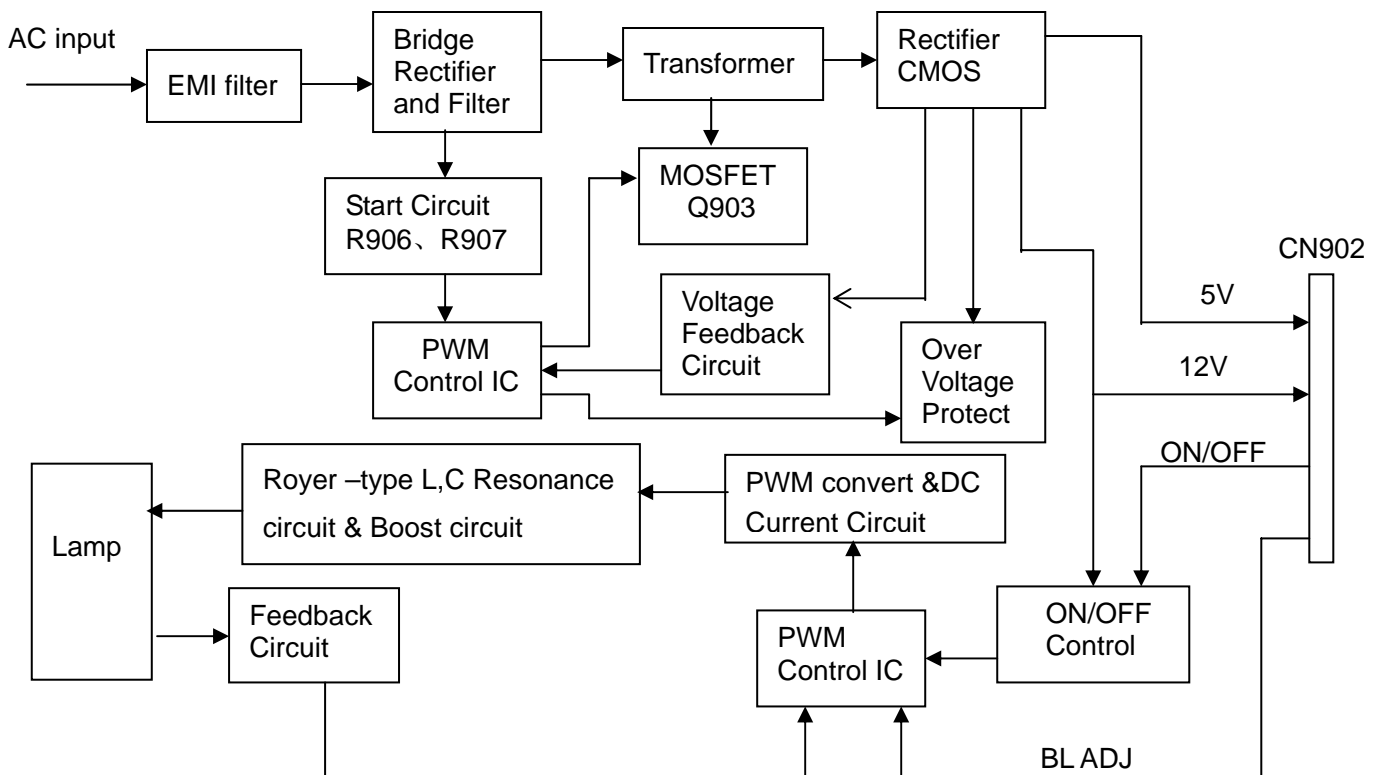 AC input
EMI filter
Bridge
Rectifier
and Filter
Transformer
Rectifier
CMOS
MOSFET
Q903
Start Circuit
R906、R907
CN902
5V
Voltage
Feedback
Circuit
PWM
Control IC
Over
Voltage
Protect
12V
ON/OFF
Royer –type L,C Resonance
circuit & Boost circuit
PWM convert &DC
Current Circuit
Lamp
Feedback
Circuit
PWM
Control IC
ON/OFF
Control
BL ADJ